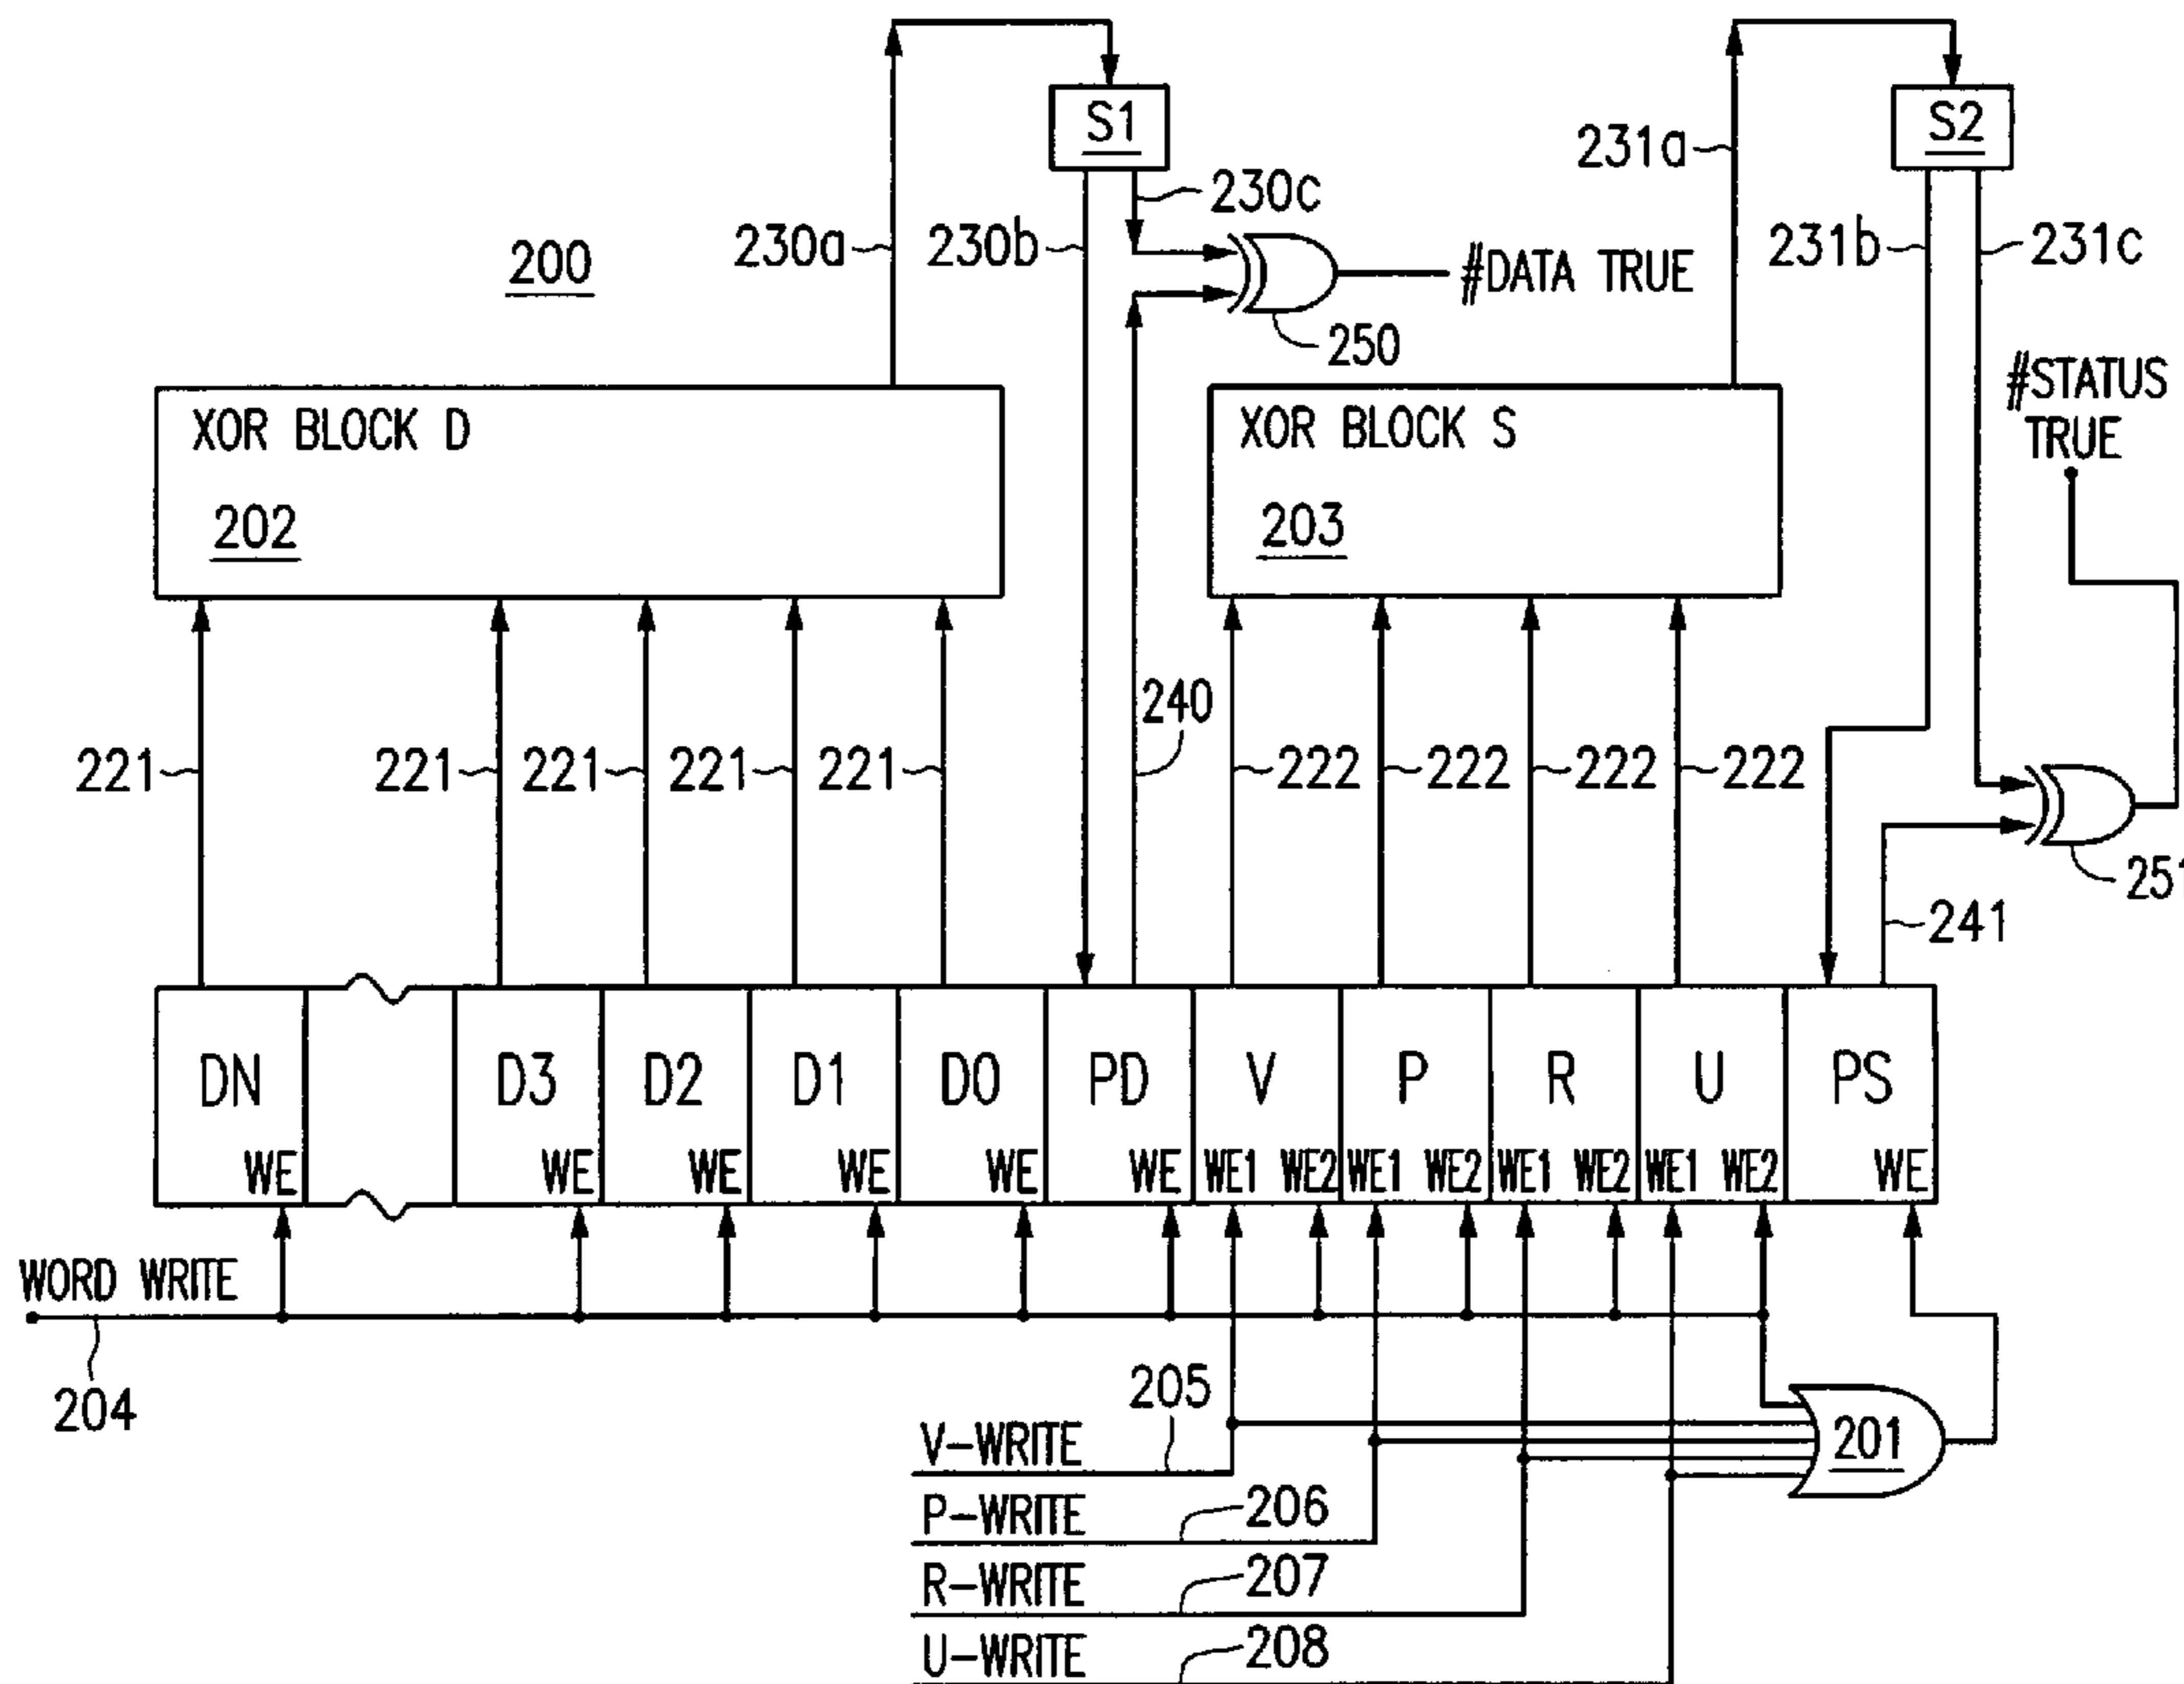 S1
S2
230c
231a
230a
230b
200
#DATA TRUE
231b
231c
250
#STATUS
TRUE
XOR BLOCK D
202
XOR BLOCK S
203
240
221
221
221
221
221
222
222
222
222
251
241
DN
D3
D2
D1
D0
PD
V
P
R
U
PS
WE
WE
WE
WE
WE
WE
WE1
WE2
WE1
WE2
WE1
WE2
WE1
WE2
WE
WORD WRITE
204
205
V-WRITE
201
P-WRITE
206
R-WRITE
207
U-WRITE
208